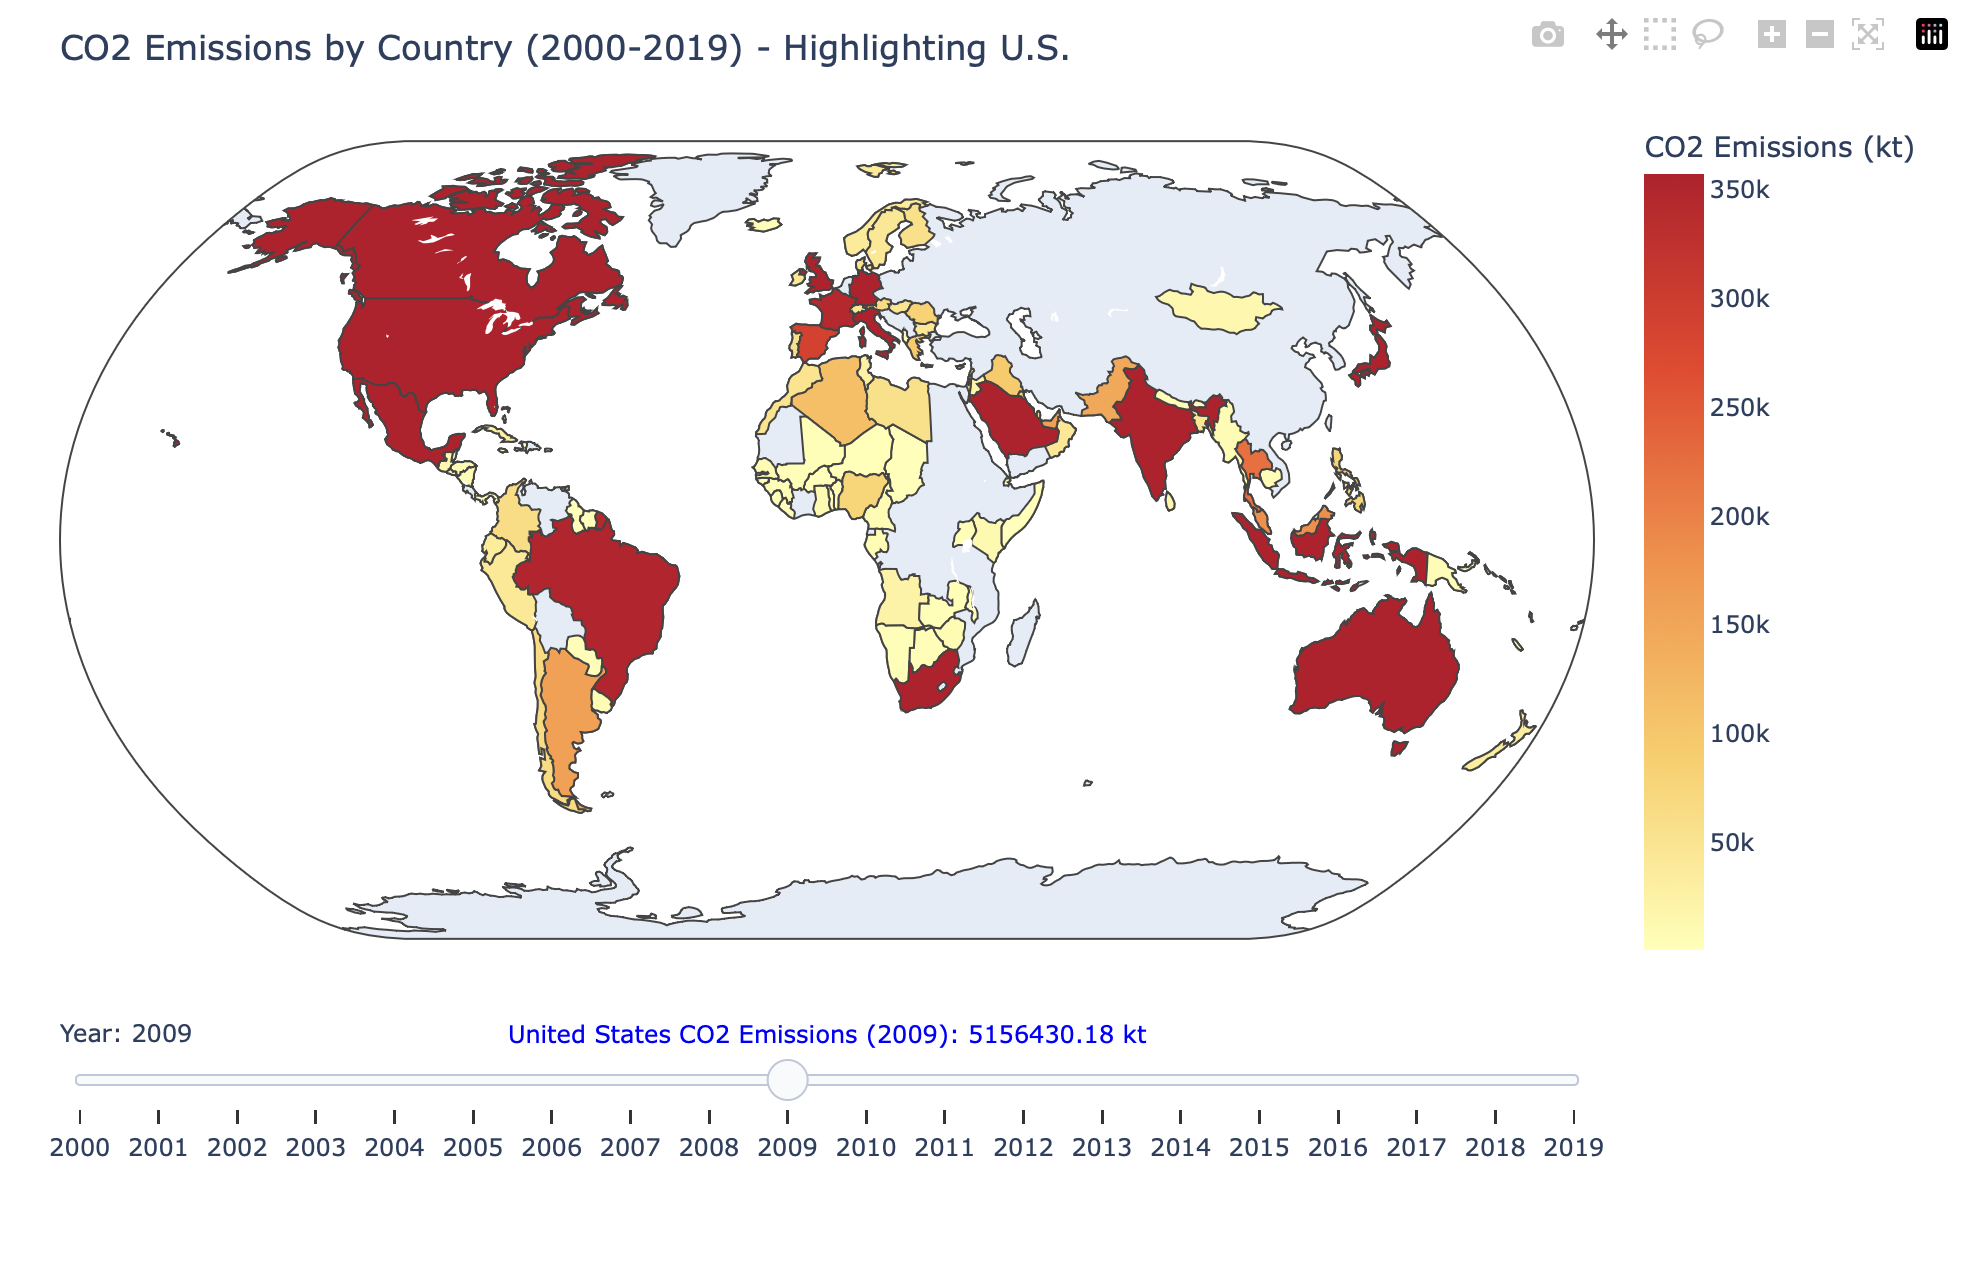 CO2 Emissions by Country (2000-2019) - Highlighting U.S.
CO2 Emissions (kt)
350k
300k
250k
200k
150k
100k
50k
Year: 2009
United States CO2 Emissions (2009): 5156430.18 kt
2000 2001 2002 2003 2004 2005 2006 2007 2008 2009 2010 2011 2012 2013 2014 2015 2016 2017 2018 2019